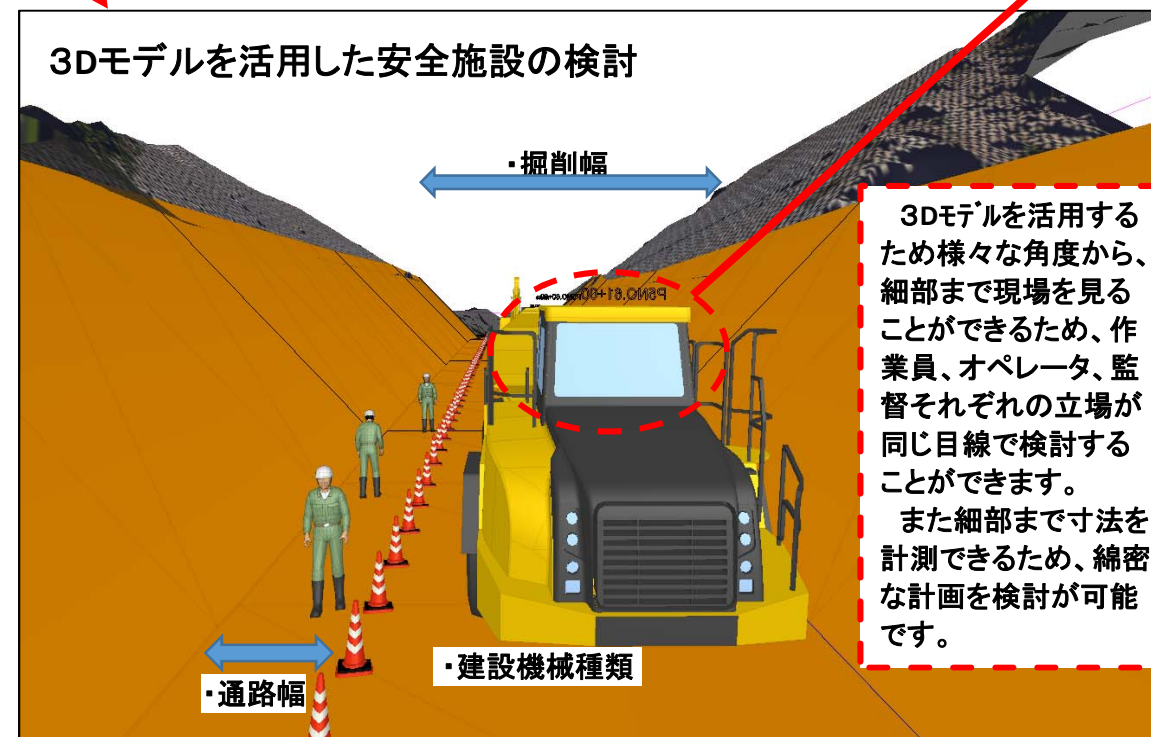 3Dモデルを活用した安全施設の検討
・掘削幅
PSNO.61+00
3Dﾓﾃﾞﾙを活用する
ため様々な角度から、
細部まで現場を見る
ことができるため、作
業員、オペレータ、監
督それぞれの立場が
同じ目線で検討する
ことができます。
また細部まで寸法を
計測できるため、綿密
な計画を検討が可能
です。
・建設機械種類
・通路幅